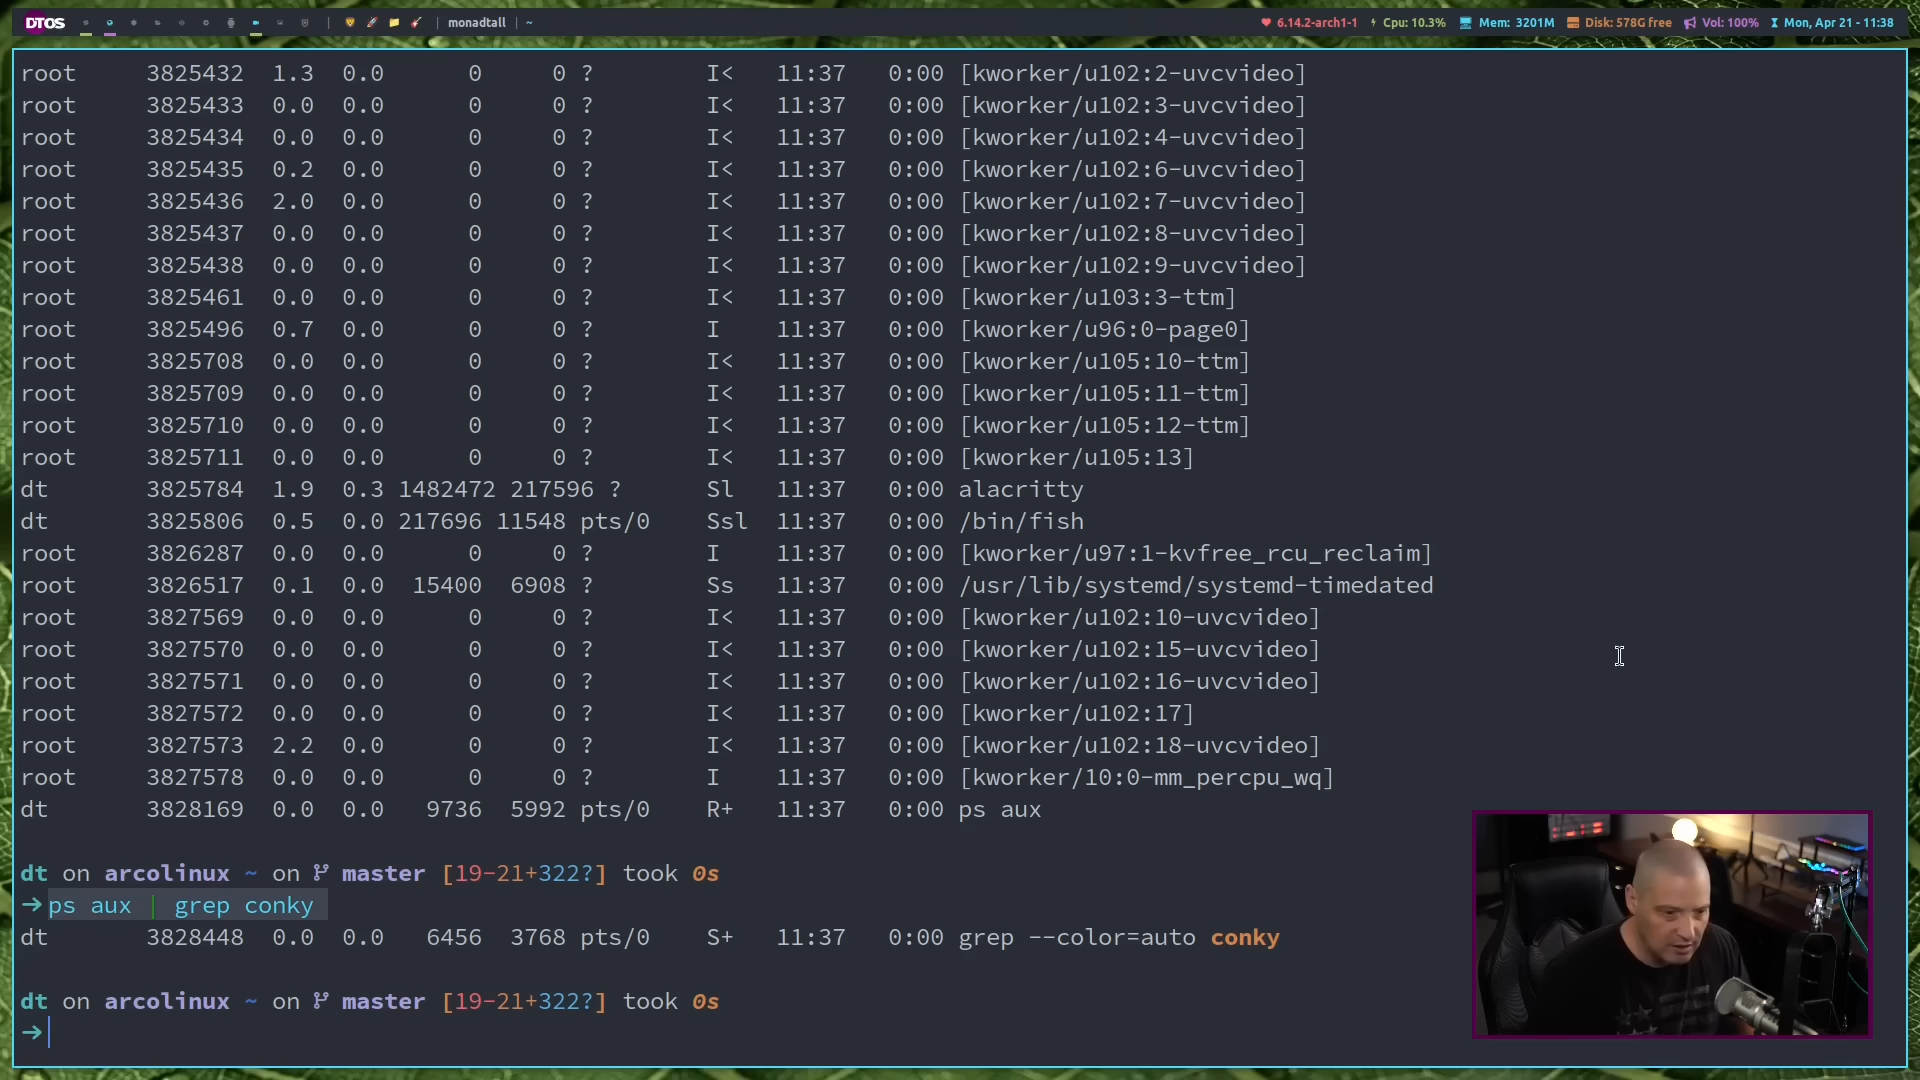 DTOS | monadtall | ~ 6.14.2-arch1-1 Cpu: 10.3% Mem: 3201M Disk: 578G free Vol: 100% Mon, Apr 21 - 11:38
root 3825432 1.3 0.0 0 0 ? I< 11:37 0:00 [kworker/u102:2-uvcvideo]
root 3825433 0.0 0.0 0 0 ? I< 11:37 0:00 [kworker/u102:3-uvcvideo]
root 3825434 0.0 0.0 0 0 ? I< 11:37 0:00 [kworker/u102:4-uvcvideo]
root 3825435 0.2 0.0 0 0 ? I< 11:37 0:00 [kworker/u102:6-uvcvideo]
root 3825436 2.0 0.0 0 0 ? I< 11:37 0:00 [kworker/u102:7-uvcvideo]
root 3825437 0.0 0.0 0 0 ? I< 11:37 0:00 [kworker/u102:8-uvcvideo]
root 3825438 0.0 0.0 0 0 ? I< 11:37 0:00 [kworker/u102:9-uvcvideo]
root 3825461 0.0 0.0 0 0 ? I< 11:37 0:00 [kworker/u103:3-ttm]
root 3825496 0.7 0.0 0 0 ? I 11:37 0:00 [kworker/u96:0-page0]
root 3825708 0.0 0.0 0 0 ? I< 11:37 0:00 [kworker/u105:10-ttm]
root 3825709 0.0 0.0 0 0 ? I< 11:37 0:00 [kworker/u105:11-ttm]
root 3825710 0.0 0.0 0 0 ? I< 11:37 0:00 [kworker/u105:12-ttm]
root 3825711 0.0 0.0 0 0 ? I< 11:37 0:00 [kworker/u105:13]
dt 3825784 1.9 0.3 1482472 217596 ? Sl 11:37 0:00 alacritty
dt 3825806 0.5 0.0 217696 11548 pts/0 Ssl 11:37 0:00 /bin/fish
root 3826287 0.0 0.0 0 0 ? I 11:37 0:00 [kworker/u97:1-kvfree_rcu_reclaim]
root 3826517 0.1 0.0 15400 6908 ? Ss 11:37 0:00 /usr/lib/systemd/systemd-timedated
root 3827569 0.0 0.0 0 0 ? I< 11:37 0:00 [kworker/u102:10-uvcvideo]
root 3827570 0.0 0.0 0 0 ? I< 11:37 0:00 [kworker/u102:15-uvcvideo]
root 3827571 0.0 0.0 0 0 ? I< 11:37 0:00 [kworker/u102:16-uvcvideo]
root 3827572 0.0 0.0 0 0 ? I< 11:37 0:00 [kworker/u102:17]
root 3827573 2.2 0.0 0 0 ? I< 11:37 0:00 [kworker/u102:18-uvcvideo]
root 3827578 0.0 0.0 0 0 ? I 11:37 0:00 [kworker/10:0-mm_percpu_wq]
dt 3828169 0.0 0.0 9736 5992 pts/0 R+ 11:37 0:00 ps aux
dt on arcolinux ~ on master [19-21+322?] took 0s
→ ps aux | grep conky
dt 3828448 0.0 0.0 6456 3768 pts/0 S+ 11:37 0:00 grep --color=auto conky
dt on arcolinux ~ on master [19-21+322?] took 0s
→